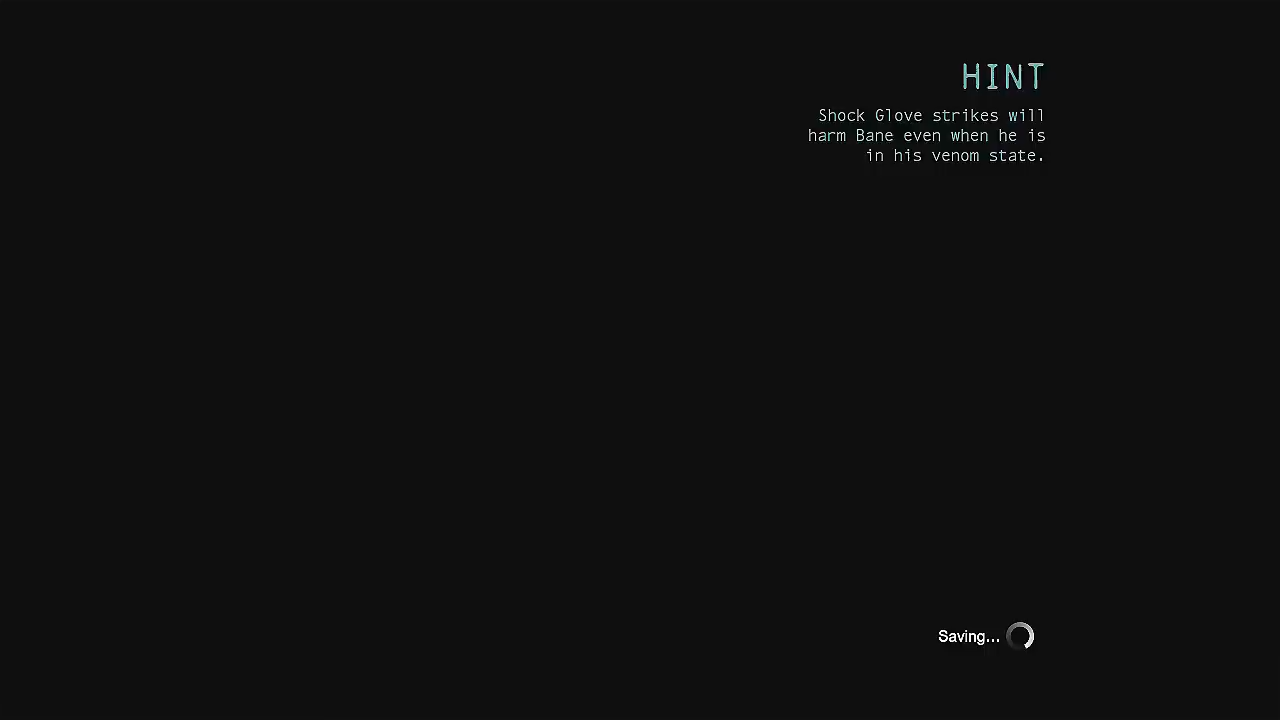 HINT
Shock Glove strikes will
harm Bane even when he is
in his venom state.
Saving...